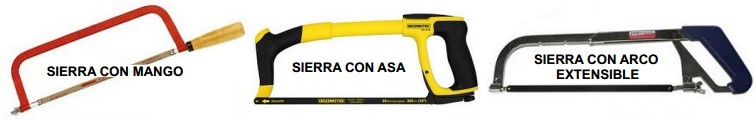 SIERRA CON MANGO
SIERRA CON ASA
SIERRA CON ARCO
EXTENSIBLE